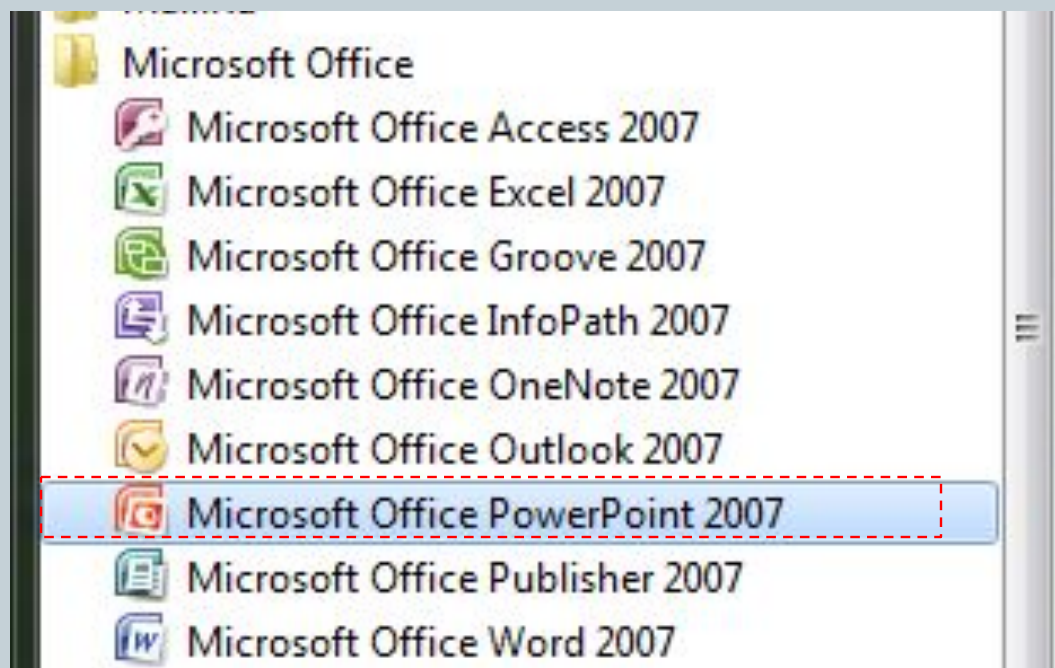 Microsoft Office
Microsoft Office Access 2007
Microsoft Office Excel 2007
Microsoft Office Groove 2007
Microsoft Office InfoPath 2007
Microsoft Office OneNote 2007
Microsoft Office Outlook 2007
Microsoft Office PowerPoint 2007
Microsoft Office Publisher 2007
Microsoft Office Word 2007